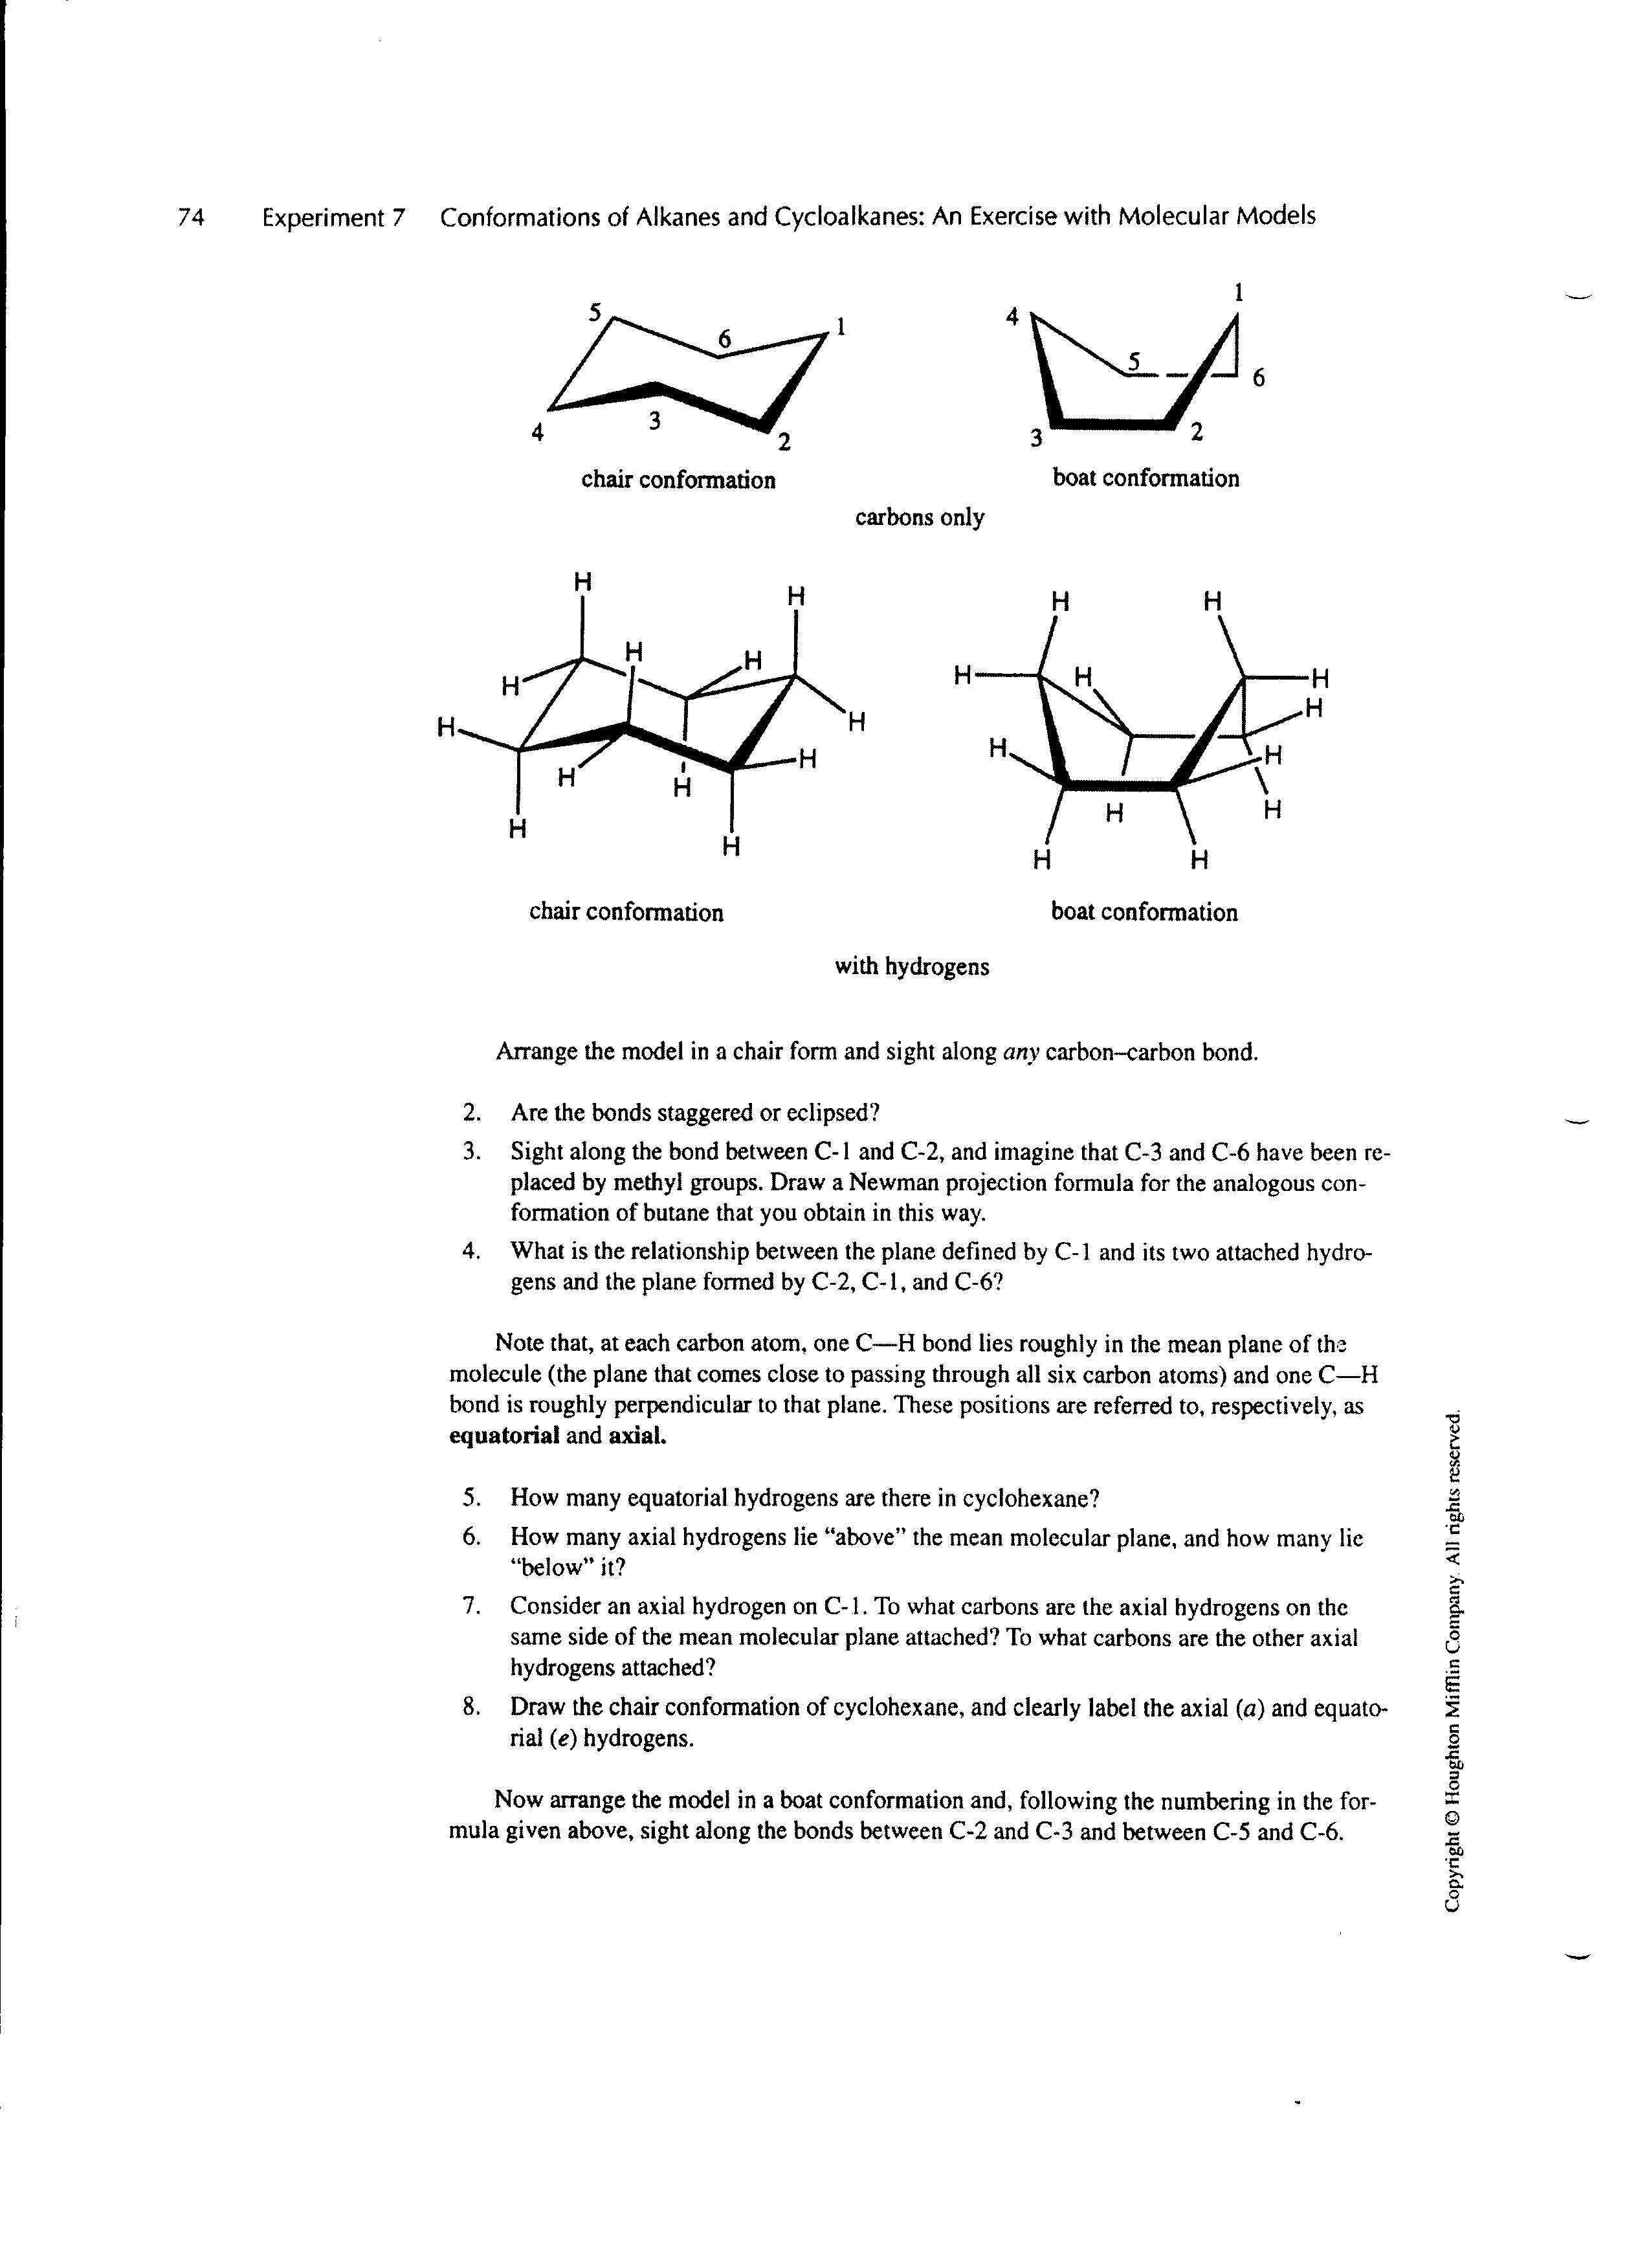 74 Experiment 7 Conformations of Alkanes and Cycloalkanes: An Exercise with Molecular Models
5 6 1 4 3 2
4 1 5 6 3 2
chair conformation boat conformation
carbons only
H H H H H H H H H H H H
H H H H H H H H H H H H
chair conformation boat conformation
with hydrogens
Arrange the model in a chair form and sight along any carbon–carbon bond.
2. Are the bonds staggered or eclipsed?
3. Sight along the bond between C-1 and C-2, and imagine that C-3 and C-6 have been re-
placed by methyl groups. Draw a Newman projection formula for the analogous con-
formation of butane that you obtain in this way.
4. What is the relationship between the plane defined by C-1 and its two attached hydro-
gens and the plane formed by C-2, C-1, and C-6?
Note that, at each carbon atom, one C—H bond lies roughly in the mean plane of the
molecule (the plane that comes close to passing through all six carbon atoms) and one C—H
bond is roughly perpendicular to that plane. These positions are referred to, respectively, as
equatorial and axial.
5. How many equatorial hydrogens are there in cyclohexane?
6. How many axial hydrogens lie “above” the mean molecular plane, and how many lie
“below” it?
7. Consider an axial hydrogen on C-1. To what carbons are the axial hydrogens on the
same side of the mean molecular plane attached? To what carbons are the other axial
hydrogens attached?
8. Draw the chair conformation of cyclohexane, and clearly label the axial (a) and equato-
rial (e) hydrogens.
Now arrange the model in a boat conformation and, following the numbering in the for-
mula given above, sight along the bonds between C-2 and C-3 and between C-5 and C-6.
Copyright © Houghton Mifflin Company. All rights reserved.